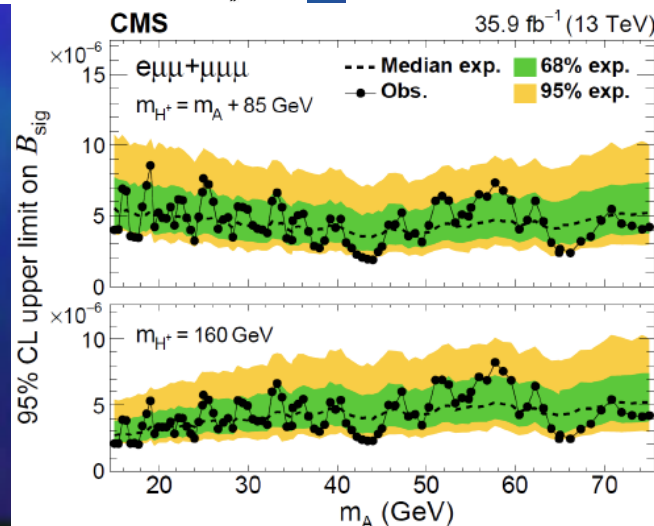 CMS 35.9 fb⁻¹ (13 TeV)
×10⁻⁶
15
10
5
0
eμμ+μμμ
m_H⁺ = m_A + 85 GeV
Median exp.
Obs.
68% exp.
95% exp.
×10⁻⁶
10
5
0
m_H⁺ = 160 GeV
95% CL upper limit on B_sig
20 30 40 50 60 70
m_A (GeV)